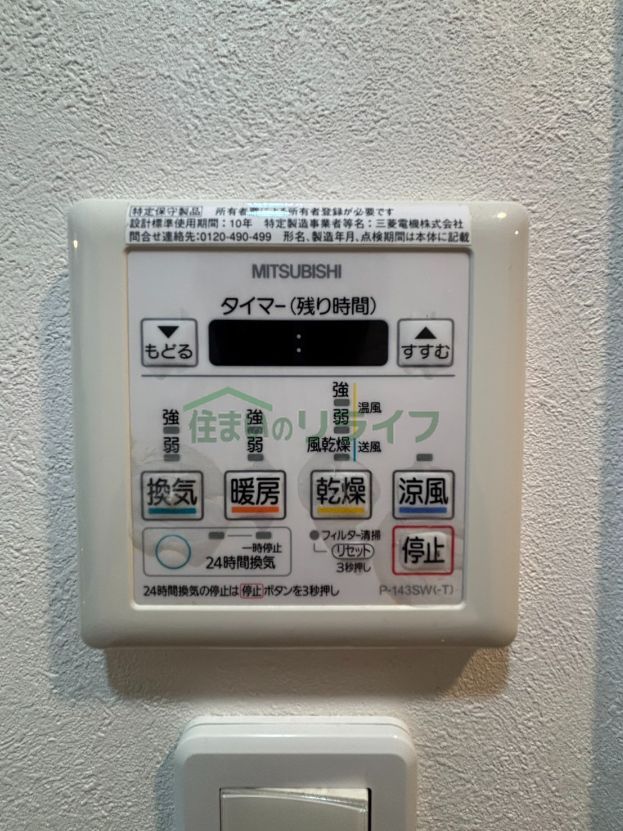 特定保守製品 所有者票による所有者登録が必要です
設計標準使用期間：10年 特定製造事業者等名：三菱電機株式会社
問合せ連絡先:0120-490-499 形名、製造年月、点検期間は本体に記載
MITSUBISHI
タイマー(残り時間)
▼ もどる
:
▲ すすむ
強 強 強 温風
弱 弱 弱
風乾燥 送風
住まいのリライフ
換気 暖房 乾燥 涼風
一時停止
24時間換気
フィルター清掃
リセット
3秒押し
停止
24時間換気の停止は停止ボタンを3秒押し
P-143SW(-T)